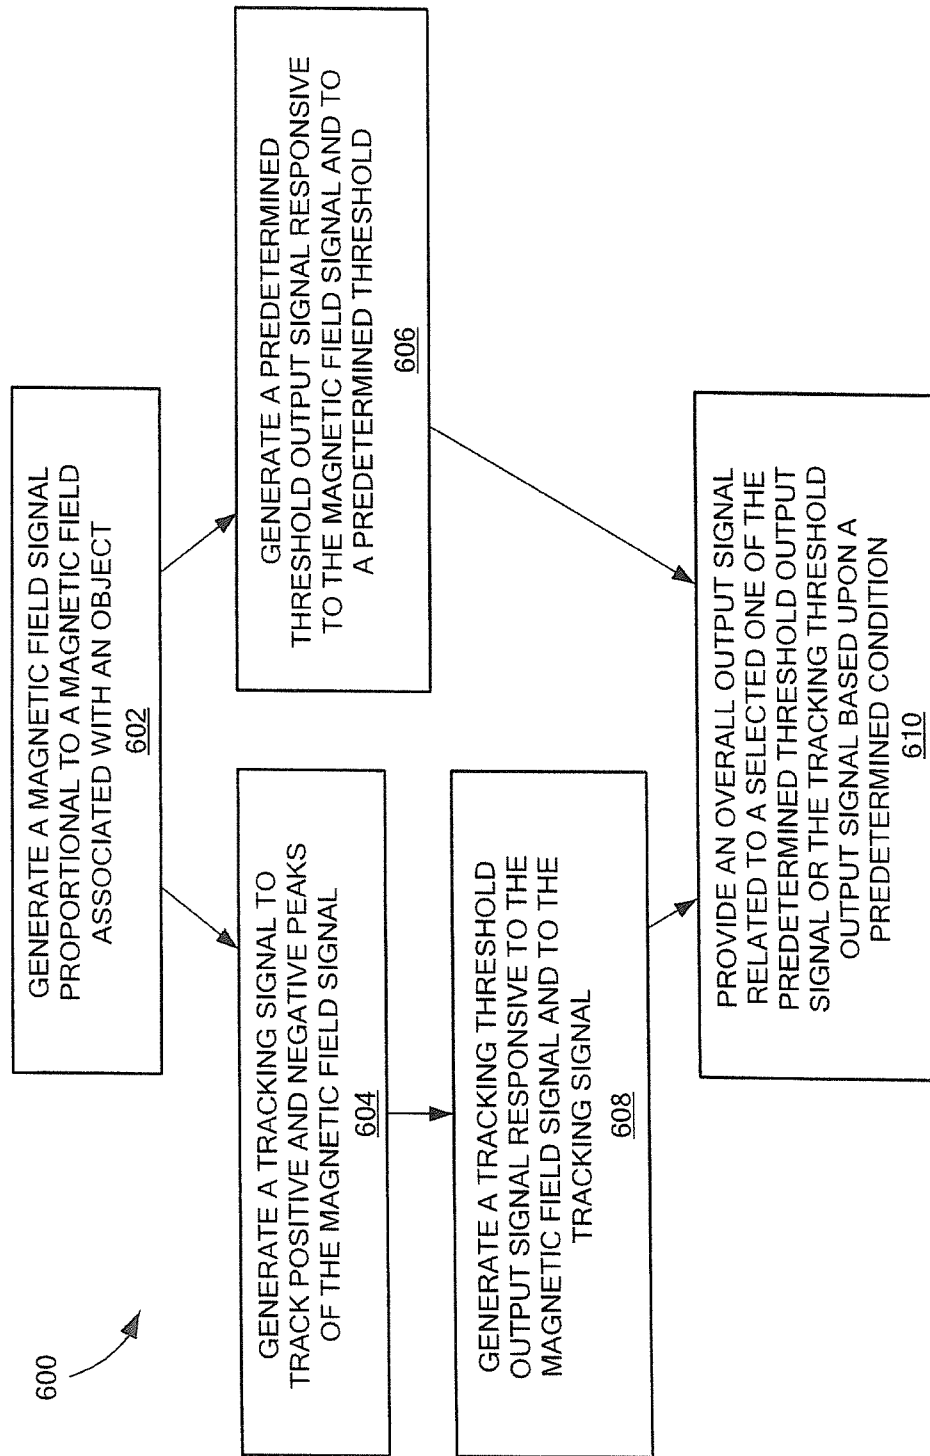 600
GENERATE A MAGNETIC FIELD SIGNAL
PROPORTIONAL TO A MAGNETIC FIELD
ASSOCIATED WITH AN OBJECT
602
GENERATE A TRACKING SIGNAL TO
TRACK POSITIVE AND NEGATIVE PEAKS
OF THE MAGNETIC FIELD SIGNAL
604
GENERATE A PREDETERMINED
THRESHOLD OUTPUT SIGNAL RESPONSIVE
TO THE MAGNETIC FIELD SIGNAL AND TO
A PREDETERMINED THRESHOLD
606
GENERATE A TRACKING THRESHOLD
OUTPUT SIGNAL RESPONSIVE TO THE
MAGNETIC FIELD SIGNAL AND TO THE
TRACKING SIGNAL
608
PROVIDE AN OVERALL OUTPUT SIGNAL
RELATED TO A SELECTED ONE OF THE
PREDETERMINED THRESHOLD OUTPUT
SIGNAL OR THE TRACKING THRESHOLD
OUTPUT SIGNAL BASED UPON A
PREDETERMINED CONDITION
610